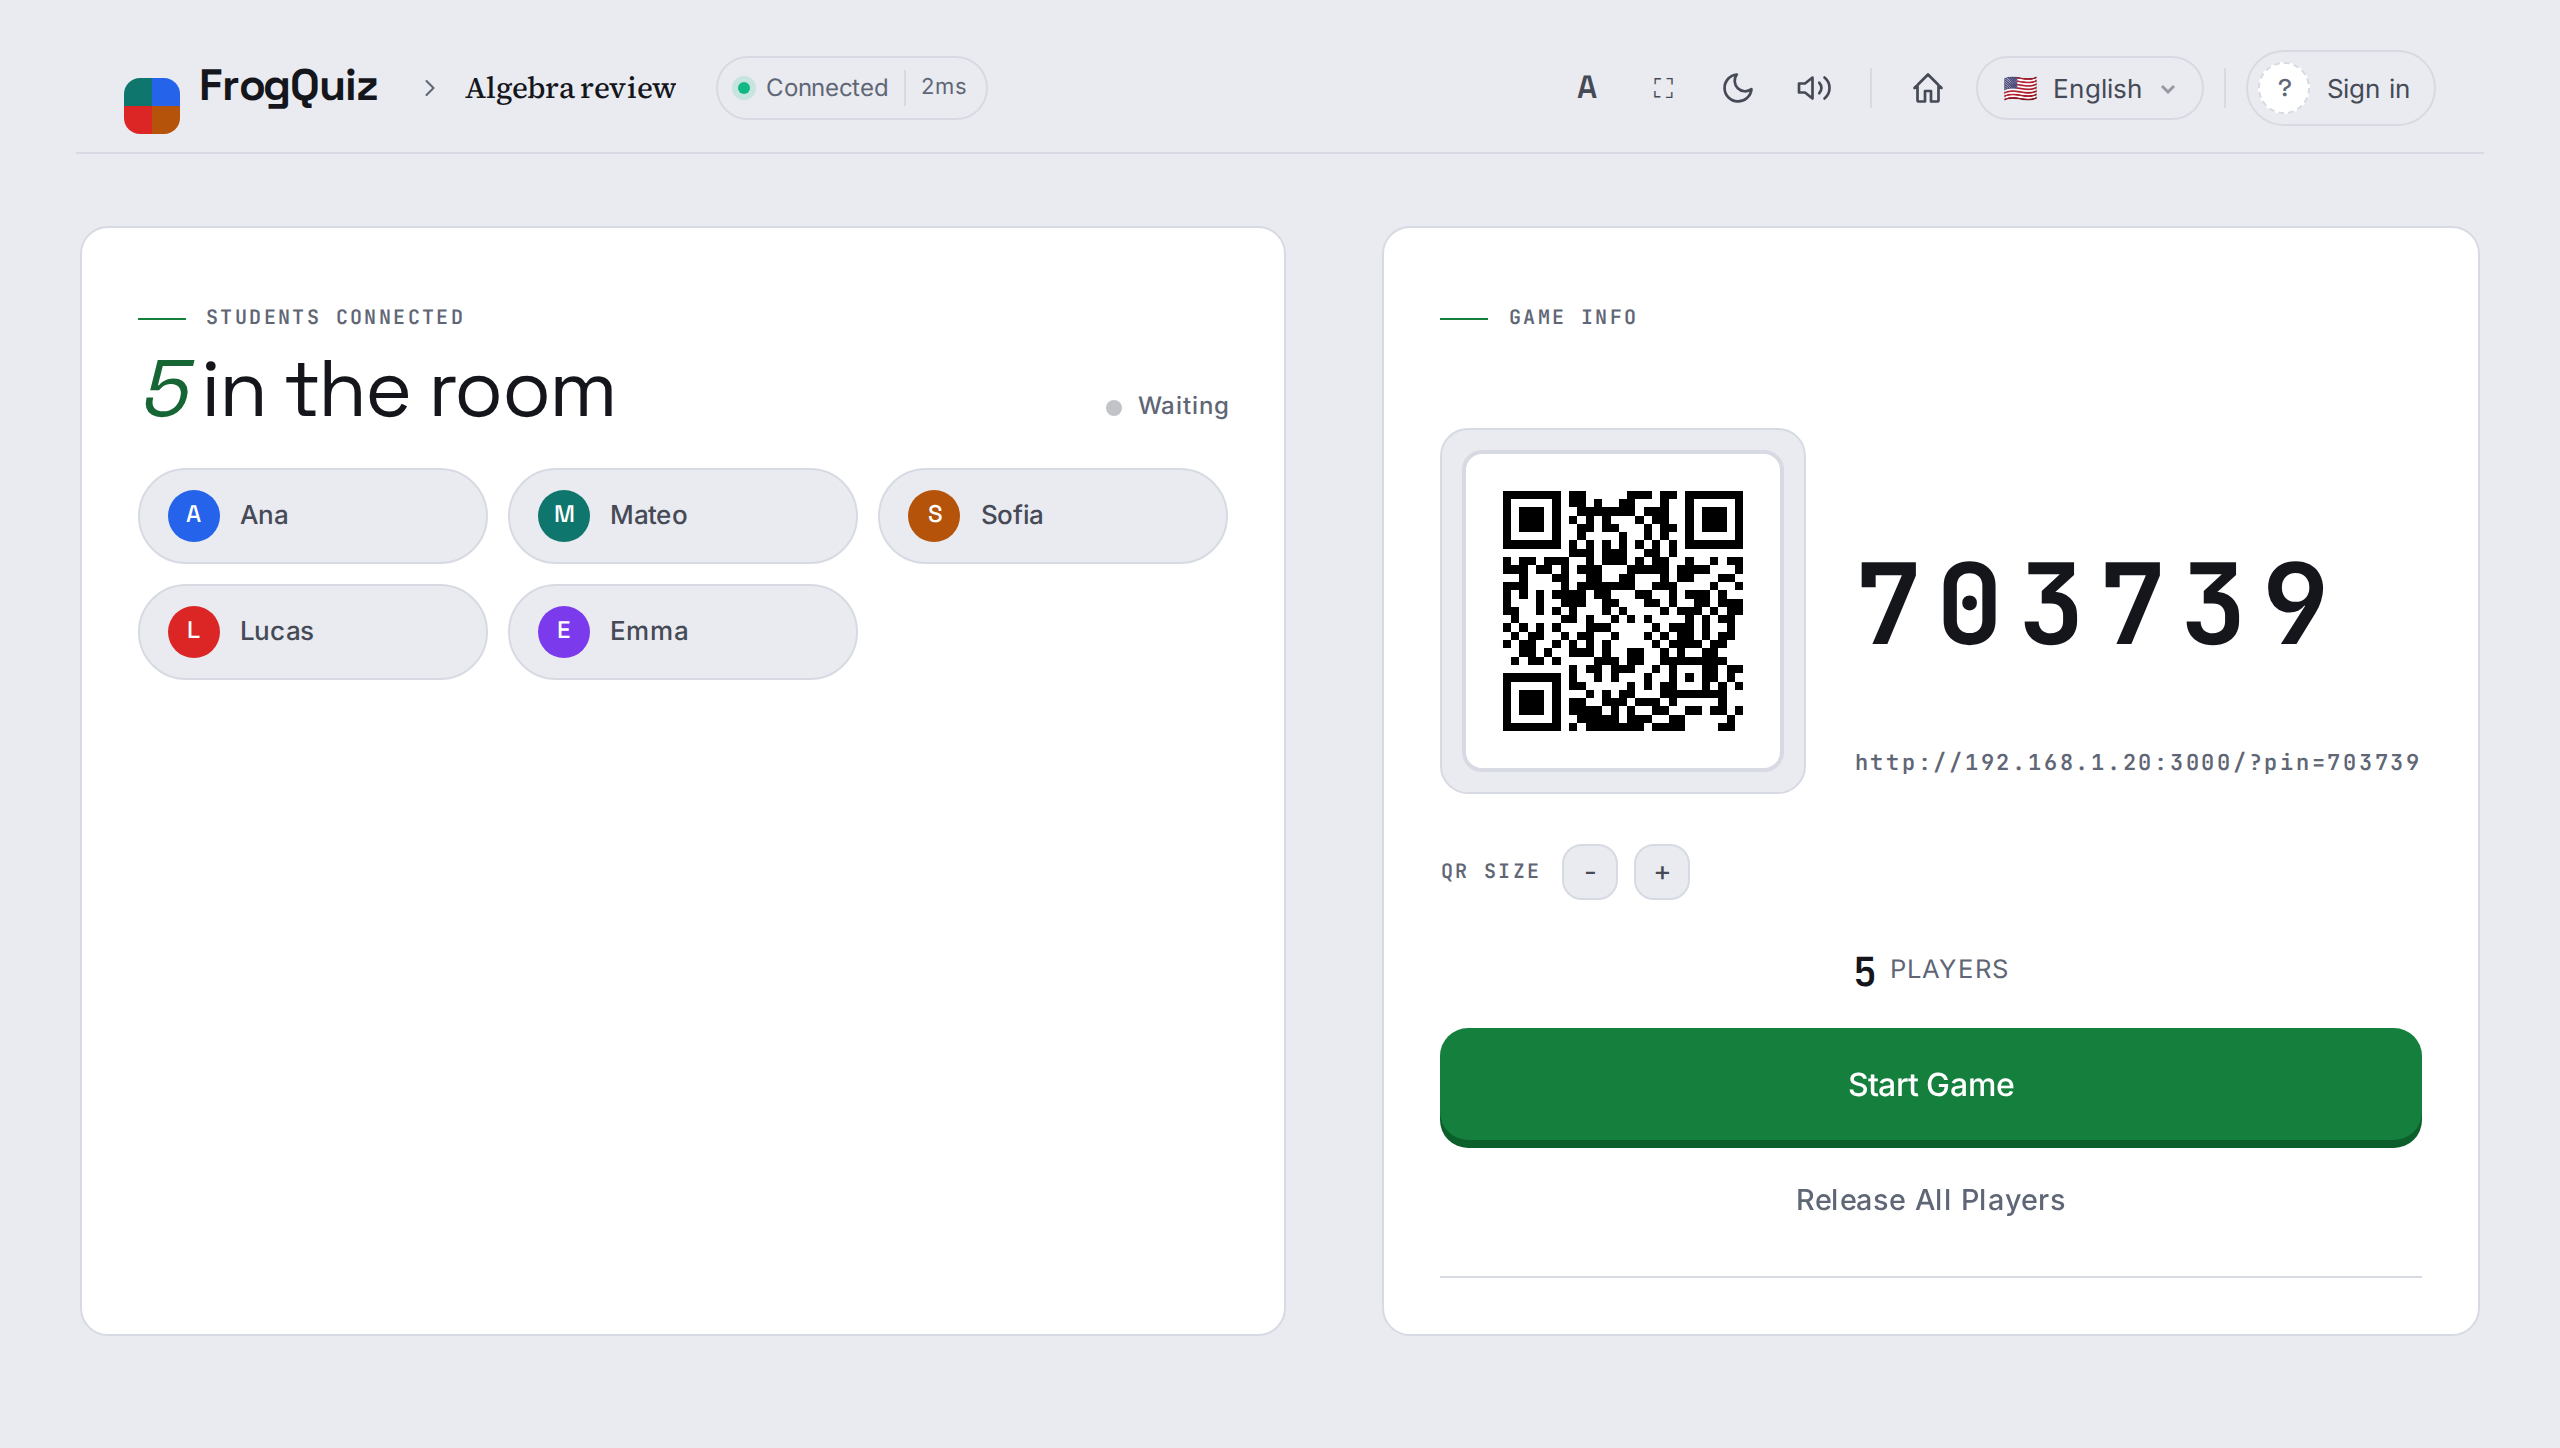 FrogQuiz
Algebra review
Connected 2ms
A
English
? Sign in
STUDENTS CONNECTED
5 in the room
Waiting
A Ana
M Mateo
S Sofia
L Lucas
E Emma
GAME INFO
703739
http://192.168.1.20:3000/?pin=703739
QR SIZE - +
5 PLAYERS
Start Game
Release All Players